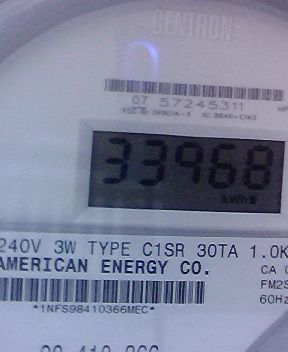 CENTRON
07 57245311
33968
kWh
240V 3W TYPE C1SR 30TA 1.0K
AMERICAN ENERGY CO.
CA
FM2S
60Hz
*1NFS98410366MEC*